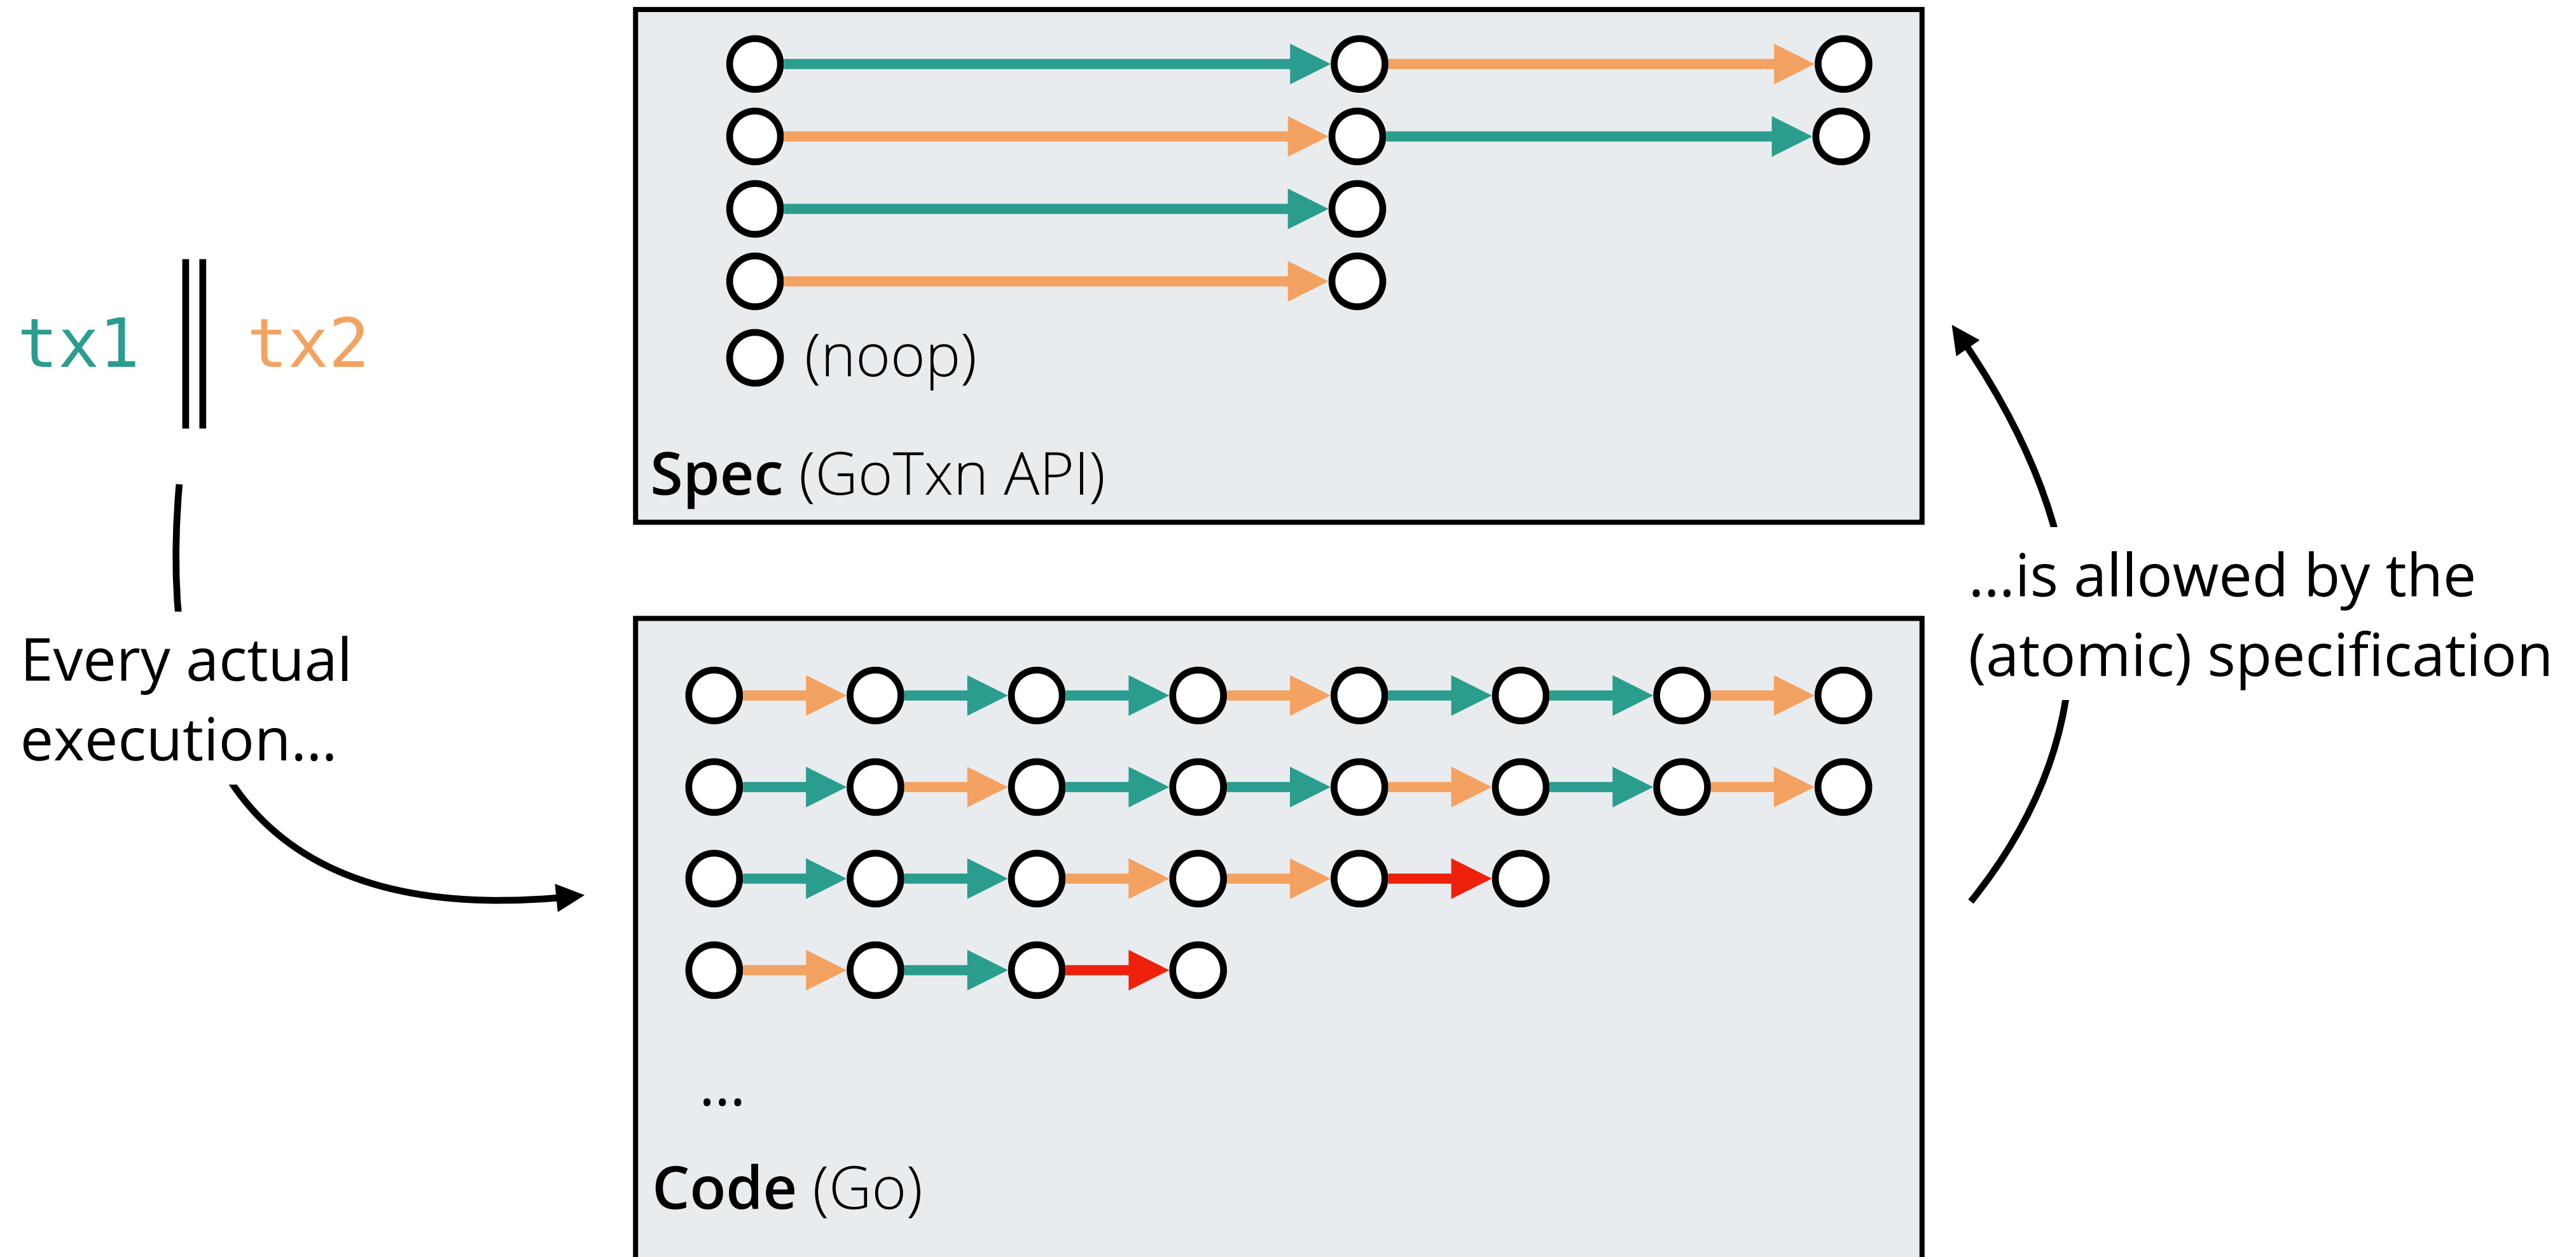 tx1 || tx2
(noop)
Spec (GoTxn API)
Every actual
execution...
...is allowed by the
(atomic) specification
...
Code (Go)